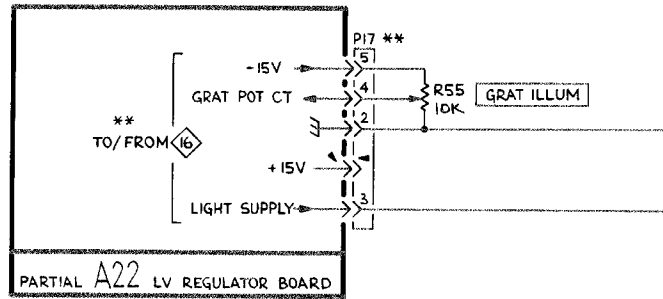 P17 **
-15V 5
GRAT POT CT 4 R55 GRAT ILLUM
10K
** 2
TO/FROM 16
+15V
LIGHT SUPPLY 3
PARTIAL A22 LV REGULATOR BOARD